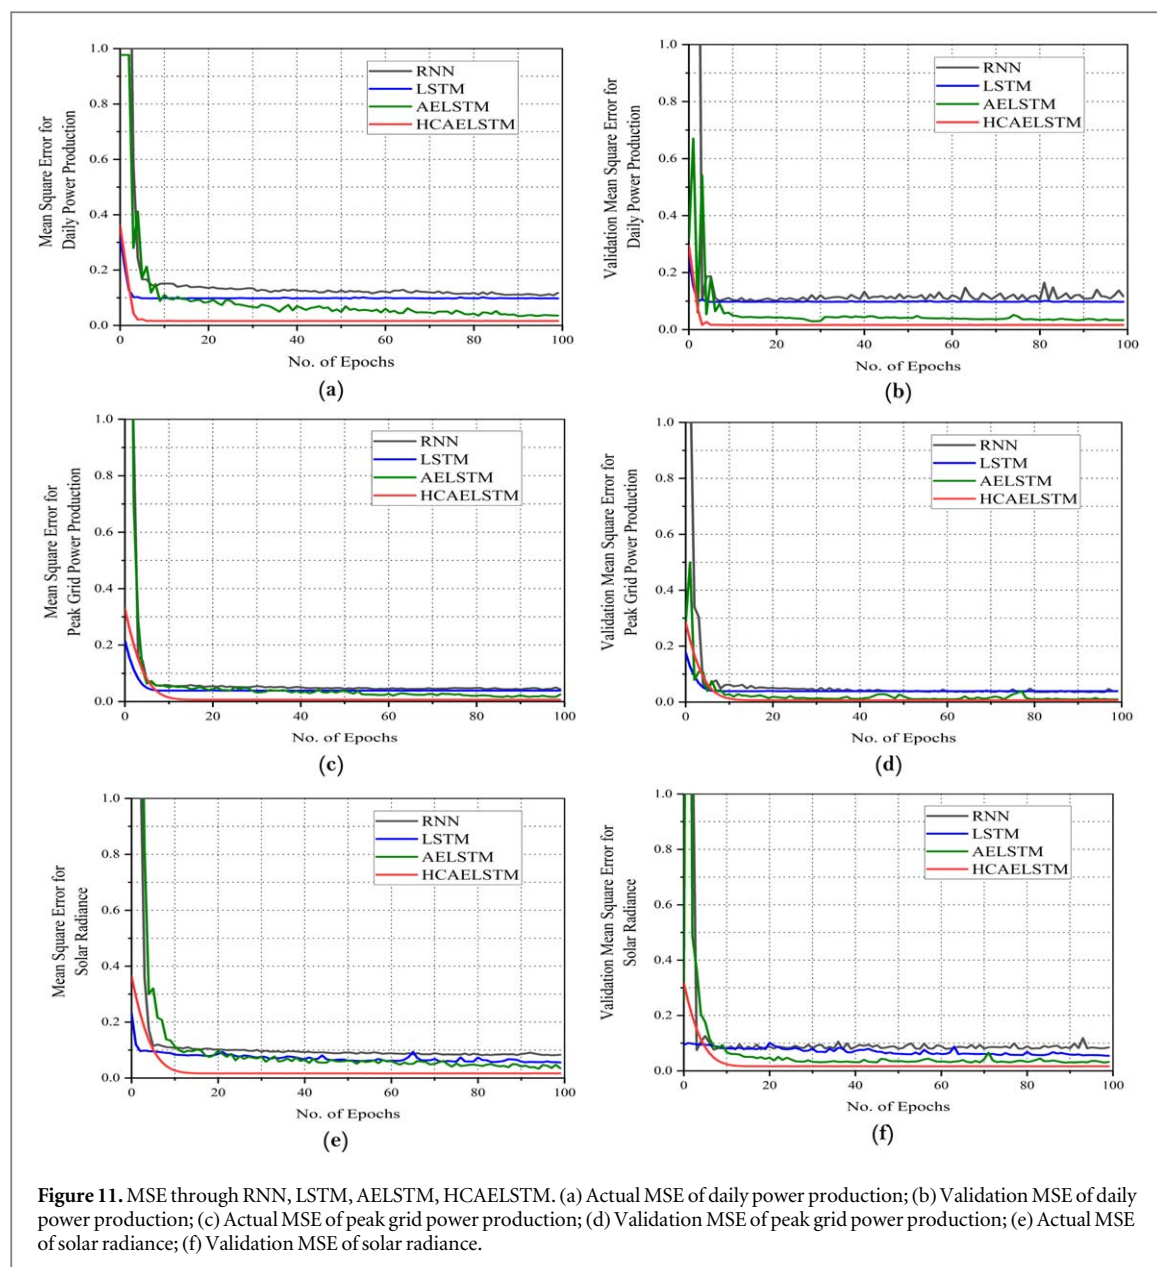 1.0
0.8
0.6
0.4
0.2
0.0
0 20 40 60 80 100
Mean Square Error for
Daily Power Production
No. of Epochs
RNN
LSTM
AELSTM
HCAELSTM
(a)
1.0
0.8
0.6
0.4
0.2
0.0
0 20 40 60 80 100
Validation Mean Square Error for
Daily Power Production
No. of Epochs
RNN
LSTM
AELSTM
HCAELSTM
(b)
1.0
0.8
0.6
0.4
0.2
0.0
0 20 40 60 80 100
Mean Square Error for
Peak Grid Power Production
No. of Epochs
RNN
LSTM
AELSTM
HCAELSTM
(c)
1.0
0.8
0.6
0.4
0.2
0.0
0 20 40 60 80 100
Validation Mean Square Error for
Peak Grid Power Production
No. of Epochs
RNN
LSTM
AELSTM
HCAELSTM
(d)
1.0
0.8
0.6
0.4
0.2
0.0
0 20 40 60 80 100
Mean Square Error for
Solar Radiance
No. of Epochs
RNN
LSTM
AELSTM
HCAELSTM
(e)
1.0
0.8
0.6
0.4
0.2
0.0
0 20 40 60 80 100
Validation Mean Square Error for
Solar Radiance
No. of Epochs
RNN
LSTM
AELSTM
HCAELSTM
(f)
Figure 11. MSE through RNN, LSTM, AELSTM, HCAELSTM. (a) Actual MSE of daily power production; (b) Validation MSE of daily
power production; (c) Actual MSE of peak grid power production; (d) Validation MSE of peak grid power production; (e) Actual MSE
of solar radiance; (f) Validation MSE of solar radiance.